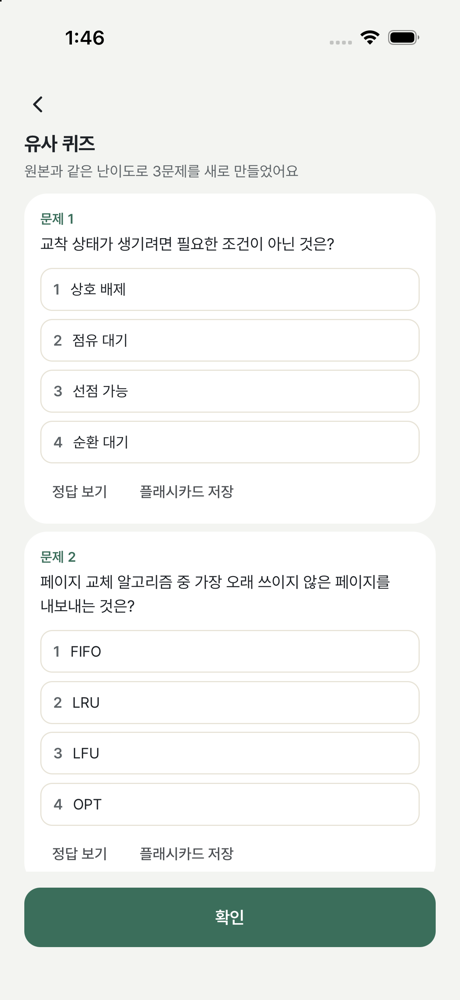 1:46
유사 퀴즈
원본과 같은 난이도로 3문제를 새로 만들었어요
문제 1
교착 상태가 생기려면 필요한 조건이 아닌 것은?
1 상호 배제
2 점유 대기
3 선점 가능
4 순환 대기
정답 보기 플래시카드 저장
문제 2
페이지 교체 알고리즘 중 가장 오래 쓰이지 않은 페이지를
내보내는 것은?
1 FIFO
2 LRU
3 LFU
4 OPT
정답 보기 플래시카드 저장
확인